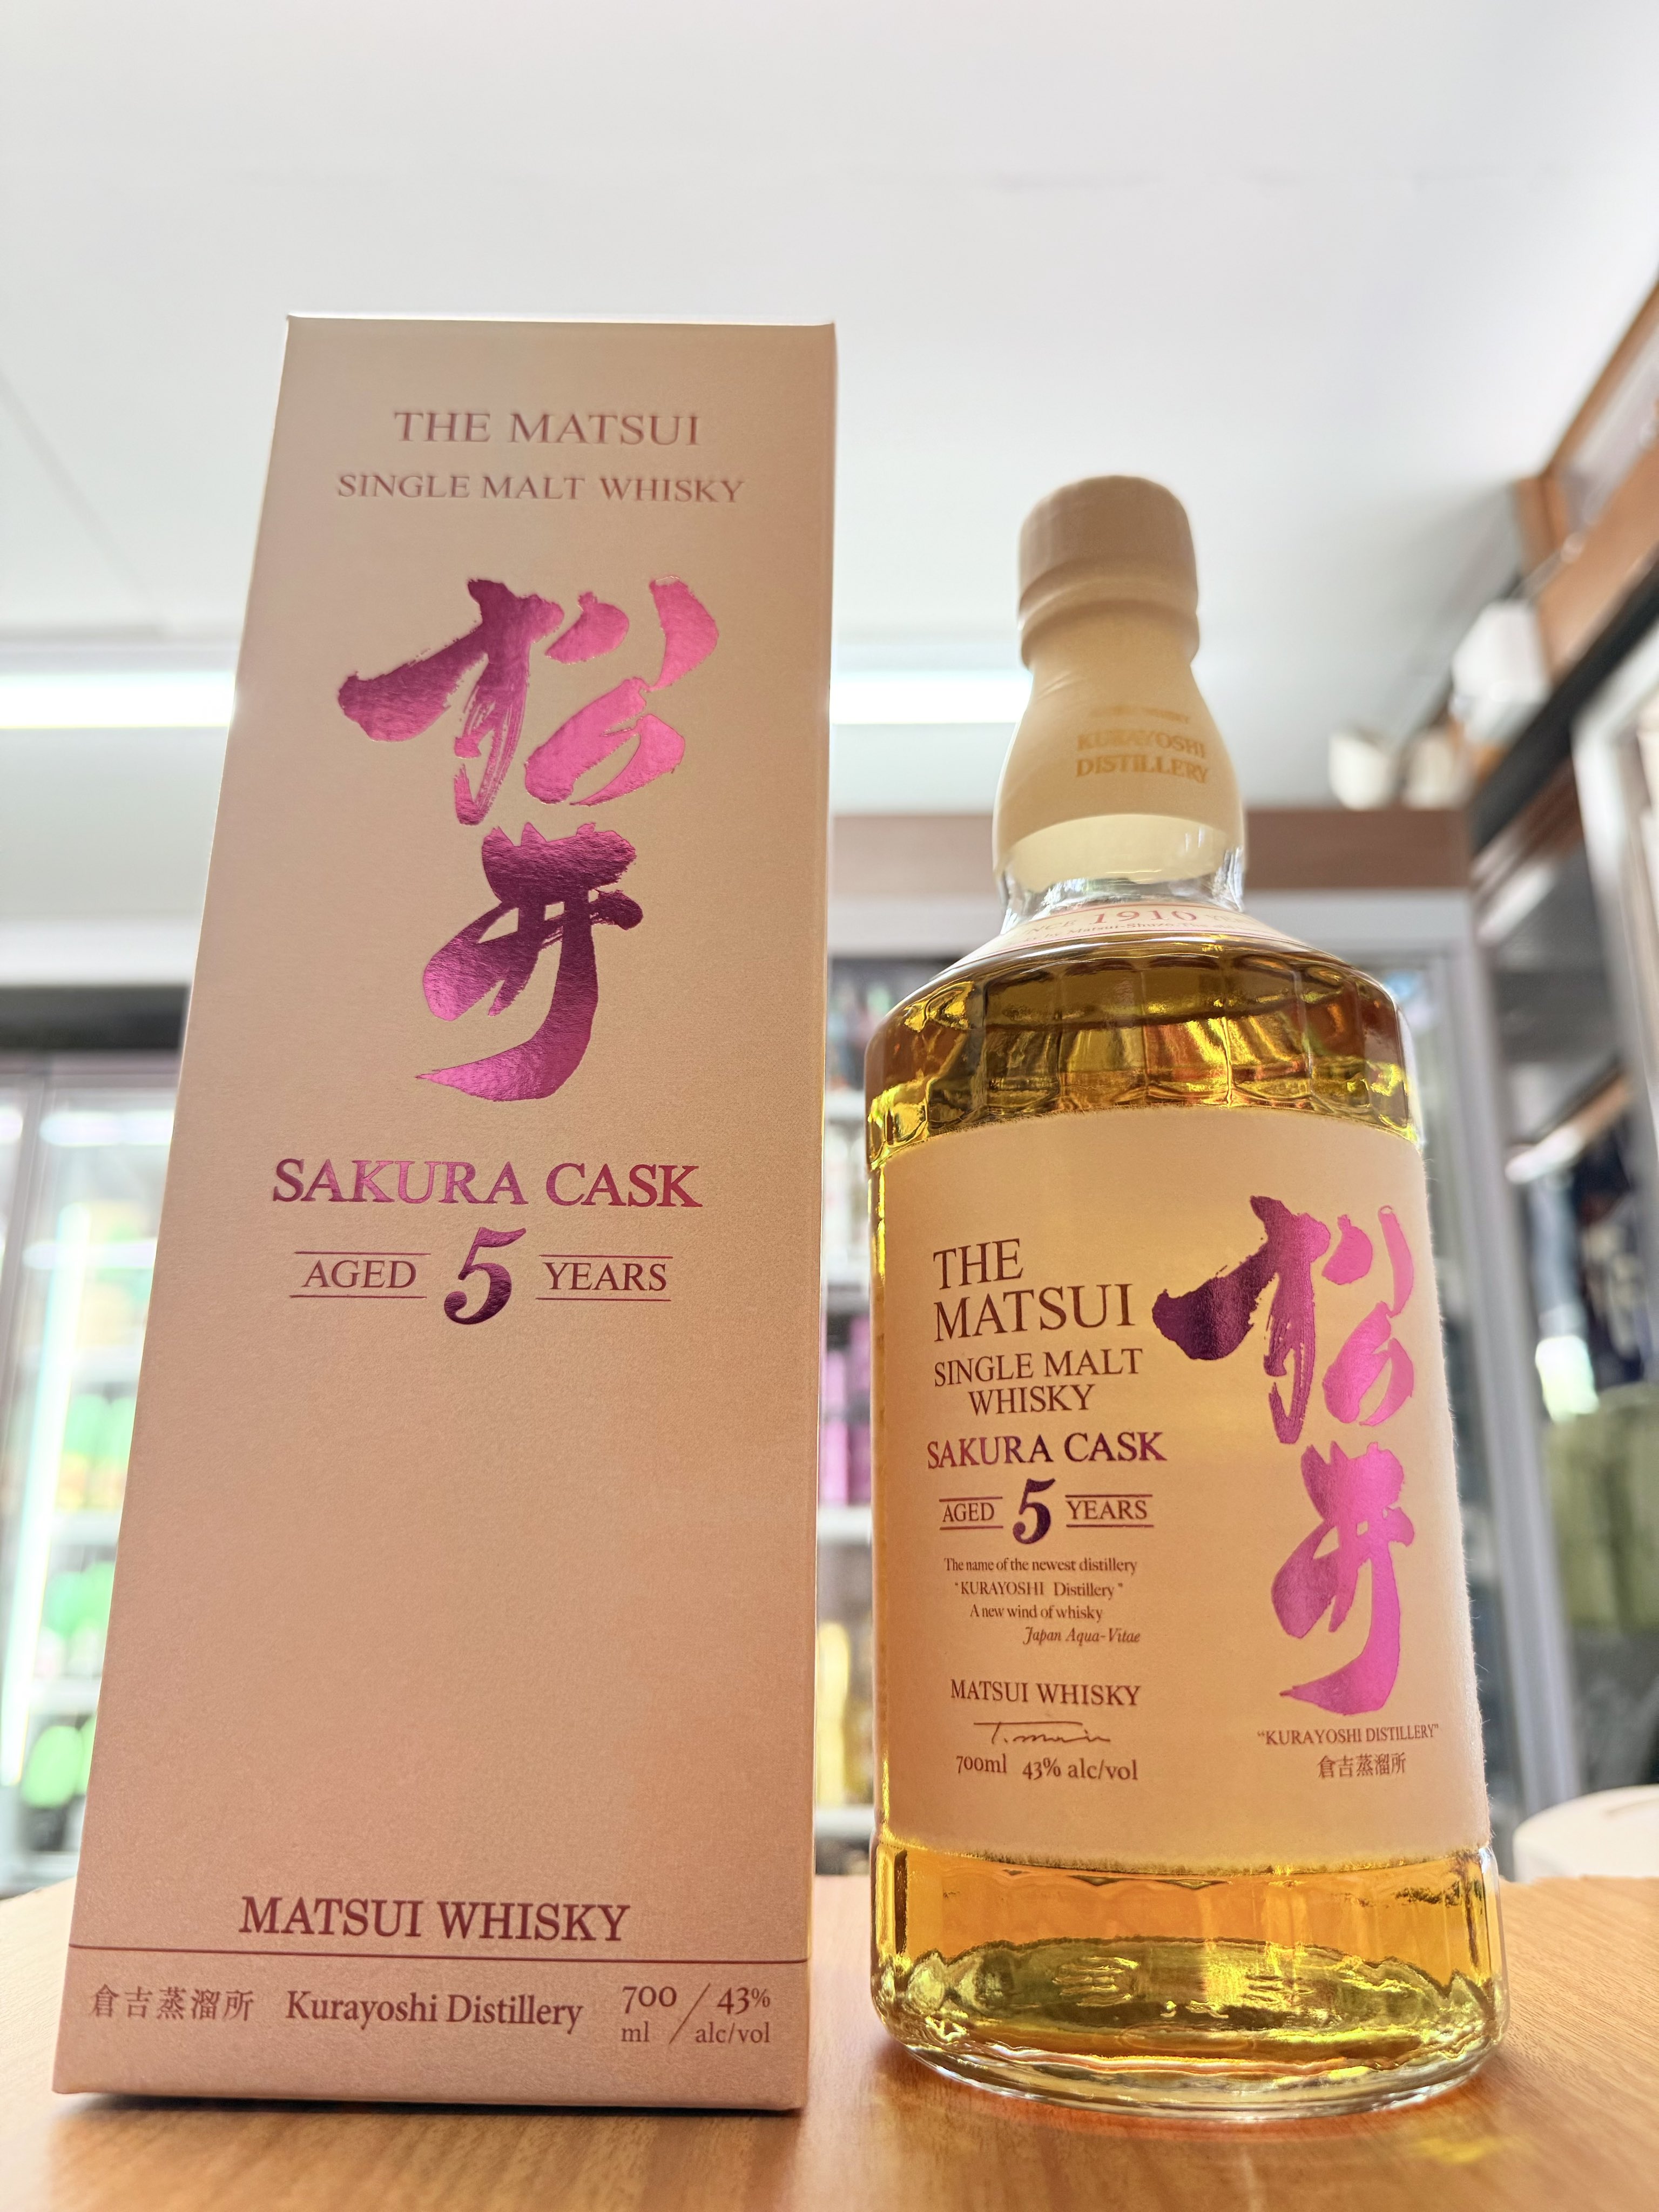 THE MATSUI
SINGLE MALT WHISKY
松井
SAKURA CASK
AGED 5 YEARS
MATSUI WHISKY
倉吉蒸溜所 Kurayoshi Distillery 700 ml / 43% alc/vol
KURAYOSHI
DISTILLERY
1910
THE
MATSUI
SINGLE MALT
WHISKY
SAKURA CASK
AGED 5 YEARS
The name of the newest distillery
"KURAYOSHI Distillery"
A new wind of whisky
Japan Aqua-Vitae
MATSUI WHISKY
700ml 43% alc/vol
松井
"KURAYOSHI DISTILLERY"
倉吉蒸溜所